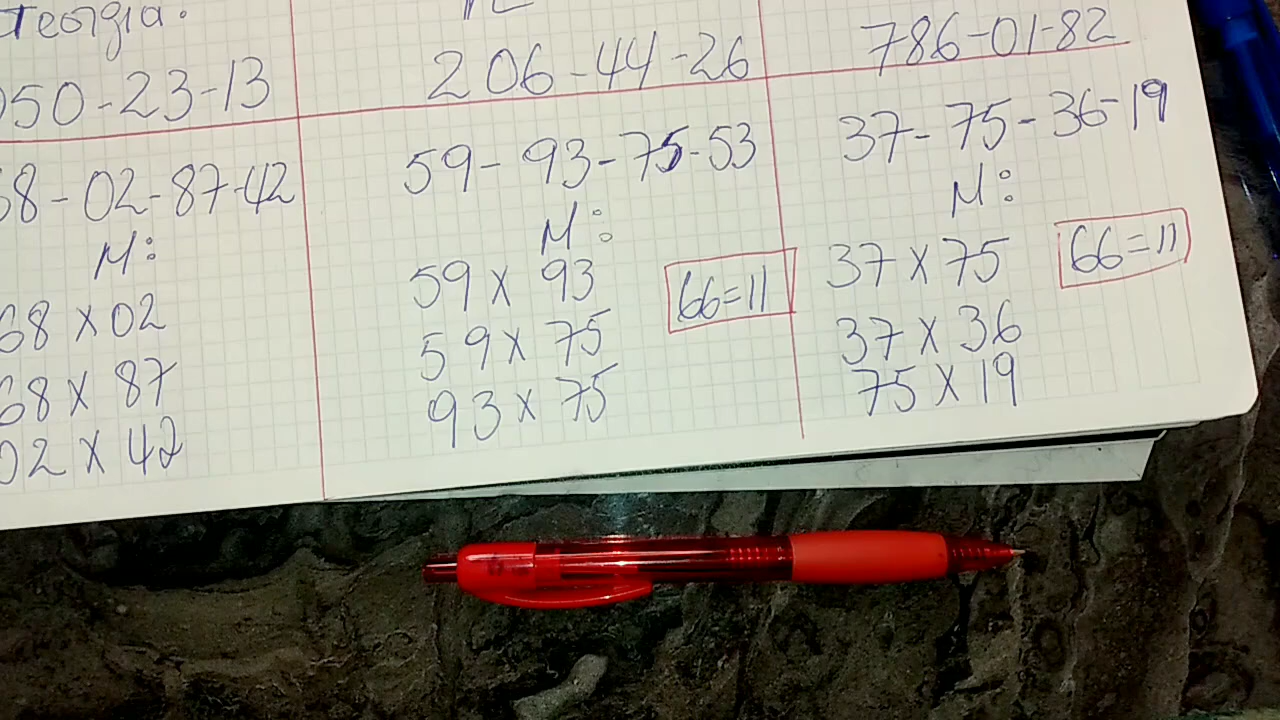 Teorgia.
050-23-13
68-02-87-42
M:
68 x 02
68 x 87
02 x 42
206-44-26
59-93-75-53
M:
59 x 93
66=11
59 x 75
93 x 75
786-01-82
37-75-36-19
M:
37 x 75
66=11
37 x 36
75 x 19